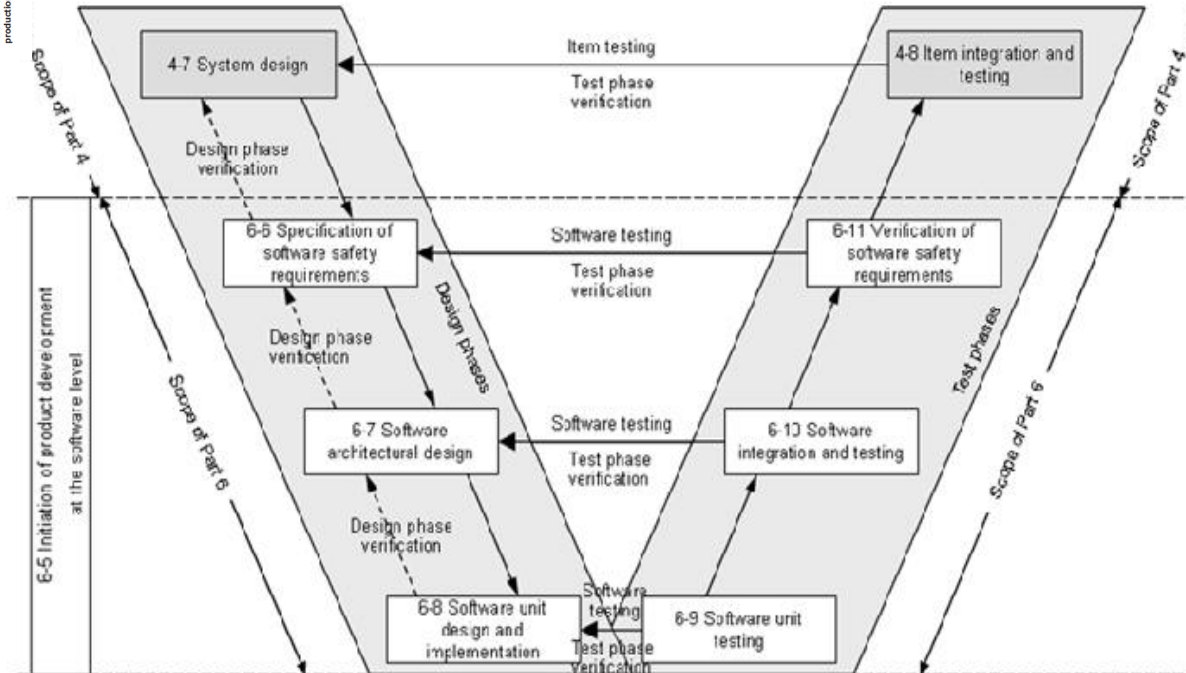 productio
Scope of Part 4
4-7 System design
Item testing
Test phase
verification
4-8 Item integration and
testing
Scope of Part 4
Design phase
verification
6-6 Specification of
software safety
requirements
Software testing
Test phase
verification
6-11 Verification of
software safety
requirements
Design phases
Test phases
Design phase
verification
6-5 Initiation of product development
at the software level
Scope of Part 6
6-7 Software
architectural design
Software testing
Test phase
verification
6-10 Software
integration and testing
Scope of Part 6
Design phase
verification
6-8 Software unit
design and
implementation
Software
testing
Test phase
verification
6-9 Software unit
testing